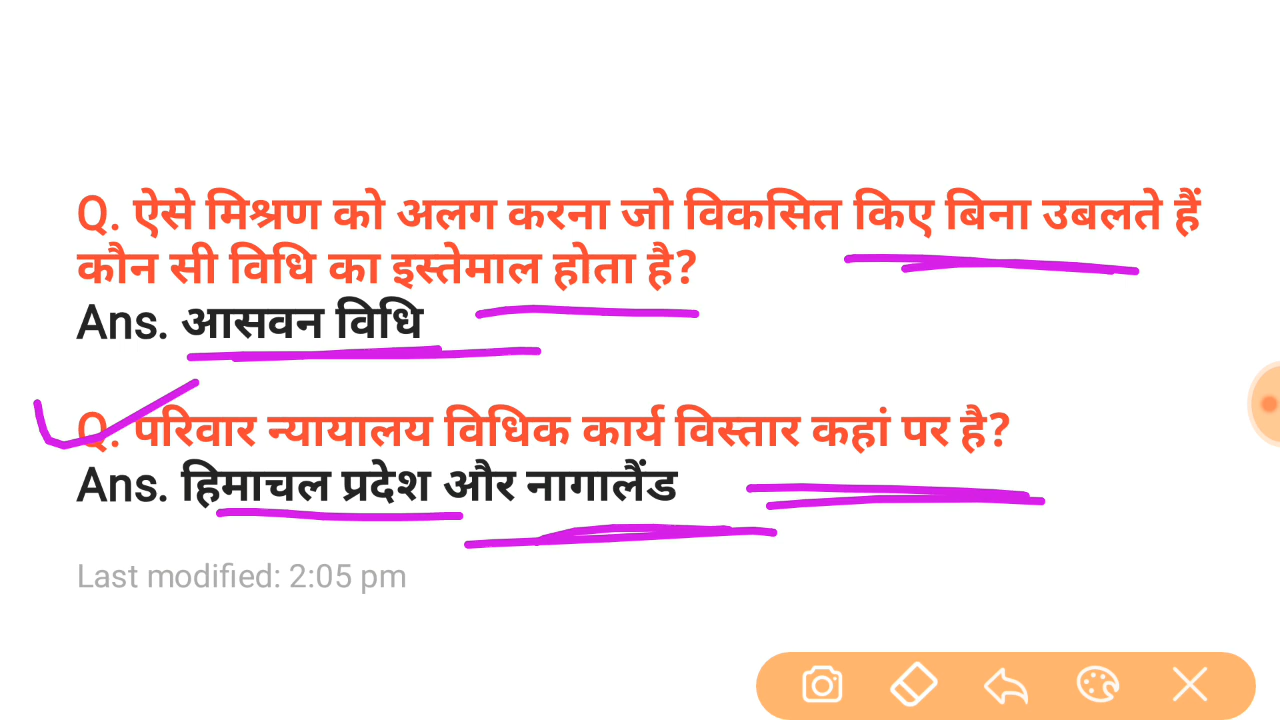 Q. ऐसे मिश्रण को अलग करना जो विकसित किए बिना उबलते हैं
कौन सी विधि का इस्तेमाल होता है?
Ans. आसवन विधि
Q. परिवार न्यायालय विधिक कार्य विस्तार कहां पर है?
Ans. हिमाचल प्रदेश और नागालैंड
Last modified: 2:05 pm